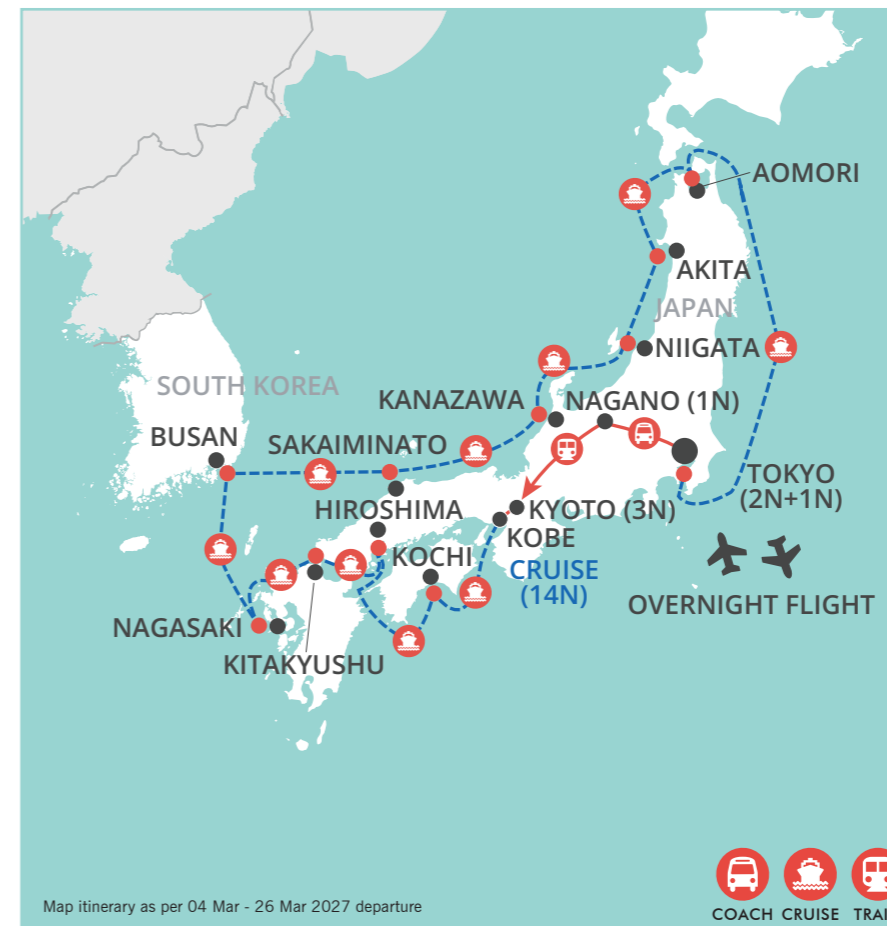 AOMORI
AKITA
JAPAN
NIIGATA
SOUTH KOREA
KANAZAWA
NAGANO (1N)
BUSAN
SAKAIMINATO
TOKYO
(2N+1N)
HIROSHIMA
KYOTO (3N)
KOBE
KOCHI
CRUISE
(14N)
OVERNIGHT FLIGHT
NAGASAKI
KITAKYUSHU
Map itinerary as per 04 Mar - 26 Mar 2027 departure
COACH CRUISE TRAI